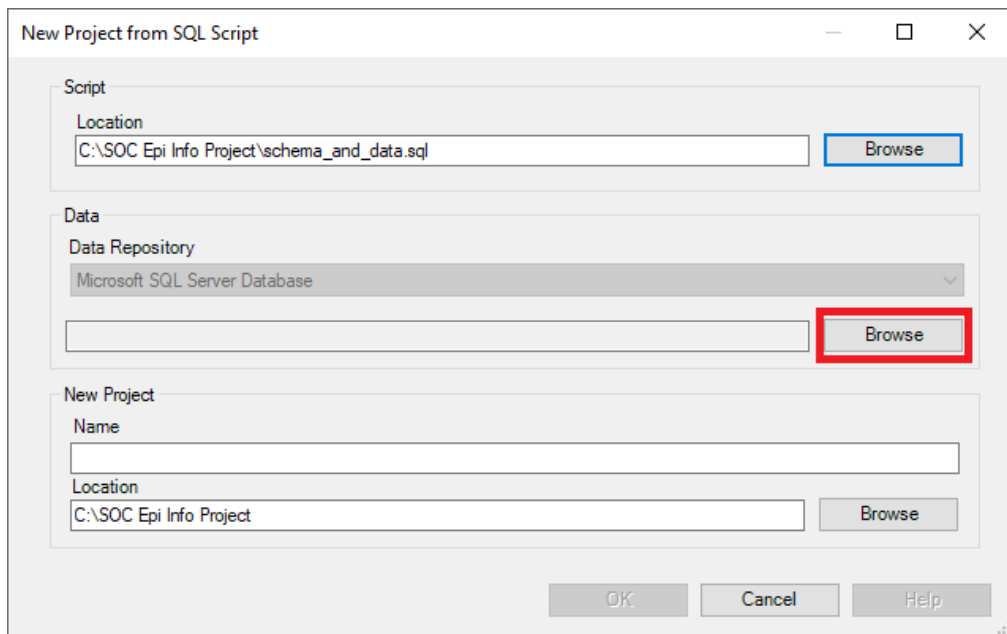 New Project from SQL Script
Script
Location
C:\SOC Epi Info Project\schema_and_data.sql
Browse
Data
Data Repository
Microsoft SQL Server Database
Browse
New Project
Name
Location
C:\SOC Epi Info Project
Browse
OK
Cancel
Help